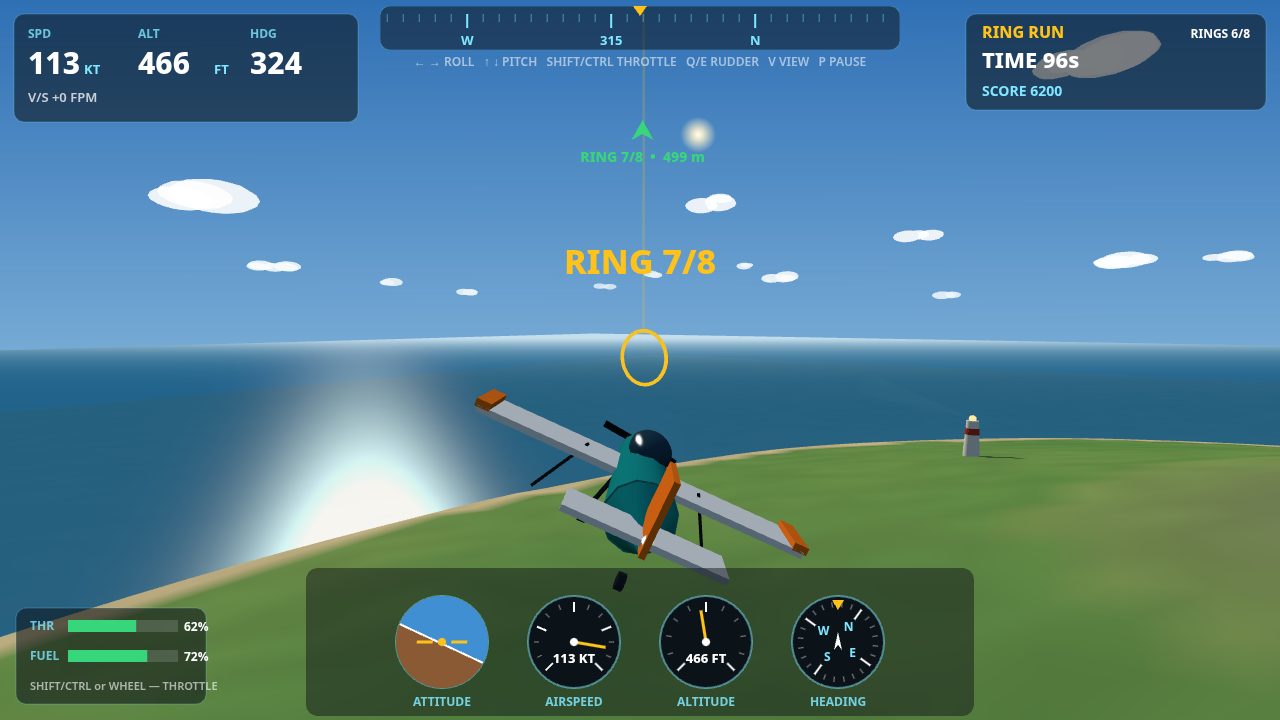 SPD ALT HDG
113 KT 466 FT 324
V/S +0 FPM
W 315 N
← → ROLL ↑ ↓ PITCH SHIFT/CTRL THROTTLE Q/E RUDDER V VIEW P PAUSE
RING RUN RINGS 6/8
TIME 96s
SCORE 6200
RING 7/8 • 499 m
RING 7/8
THR 62%
FUEL 72%
SHIFT/CTRL or WHEEL — THROTTLE
113 KT 466 FT
W N S E
ATTITUDE AIRSPEED ALTITUDE HEADING